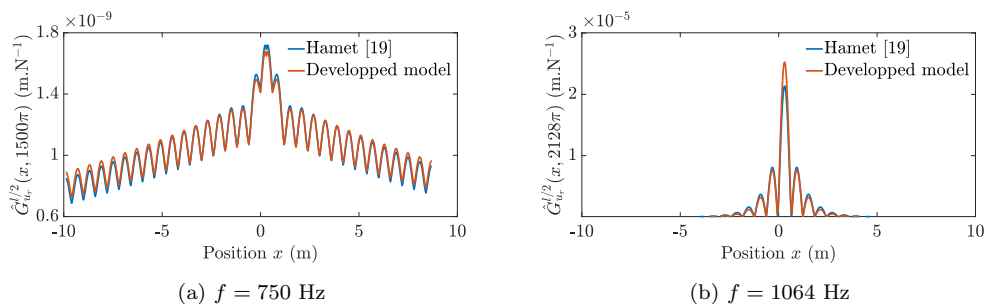 ×10⁻⁹
1.8
1.4
1
0.6
-10
-5
0
5
10
Ĝ_{u_r}^{l/2}(x, 1500π) (m.N⁻¹)
Position x (m)
Hamet [19]
Developped model
(a) f = 750 Hz
×10⁻⁵
3
2
1
0
-10
-5
0
5
10
Ĝ_{u_r}^{l/2}(x, 2128π) (m.N⁻¹)
Position x (m)
Hamet [19]
Developped model
(b) f = 1064 Hz